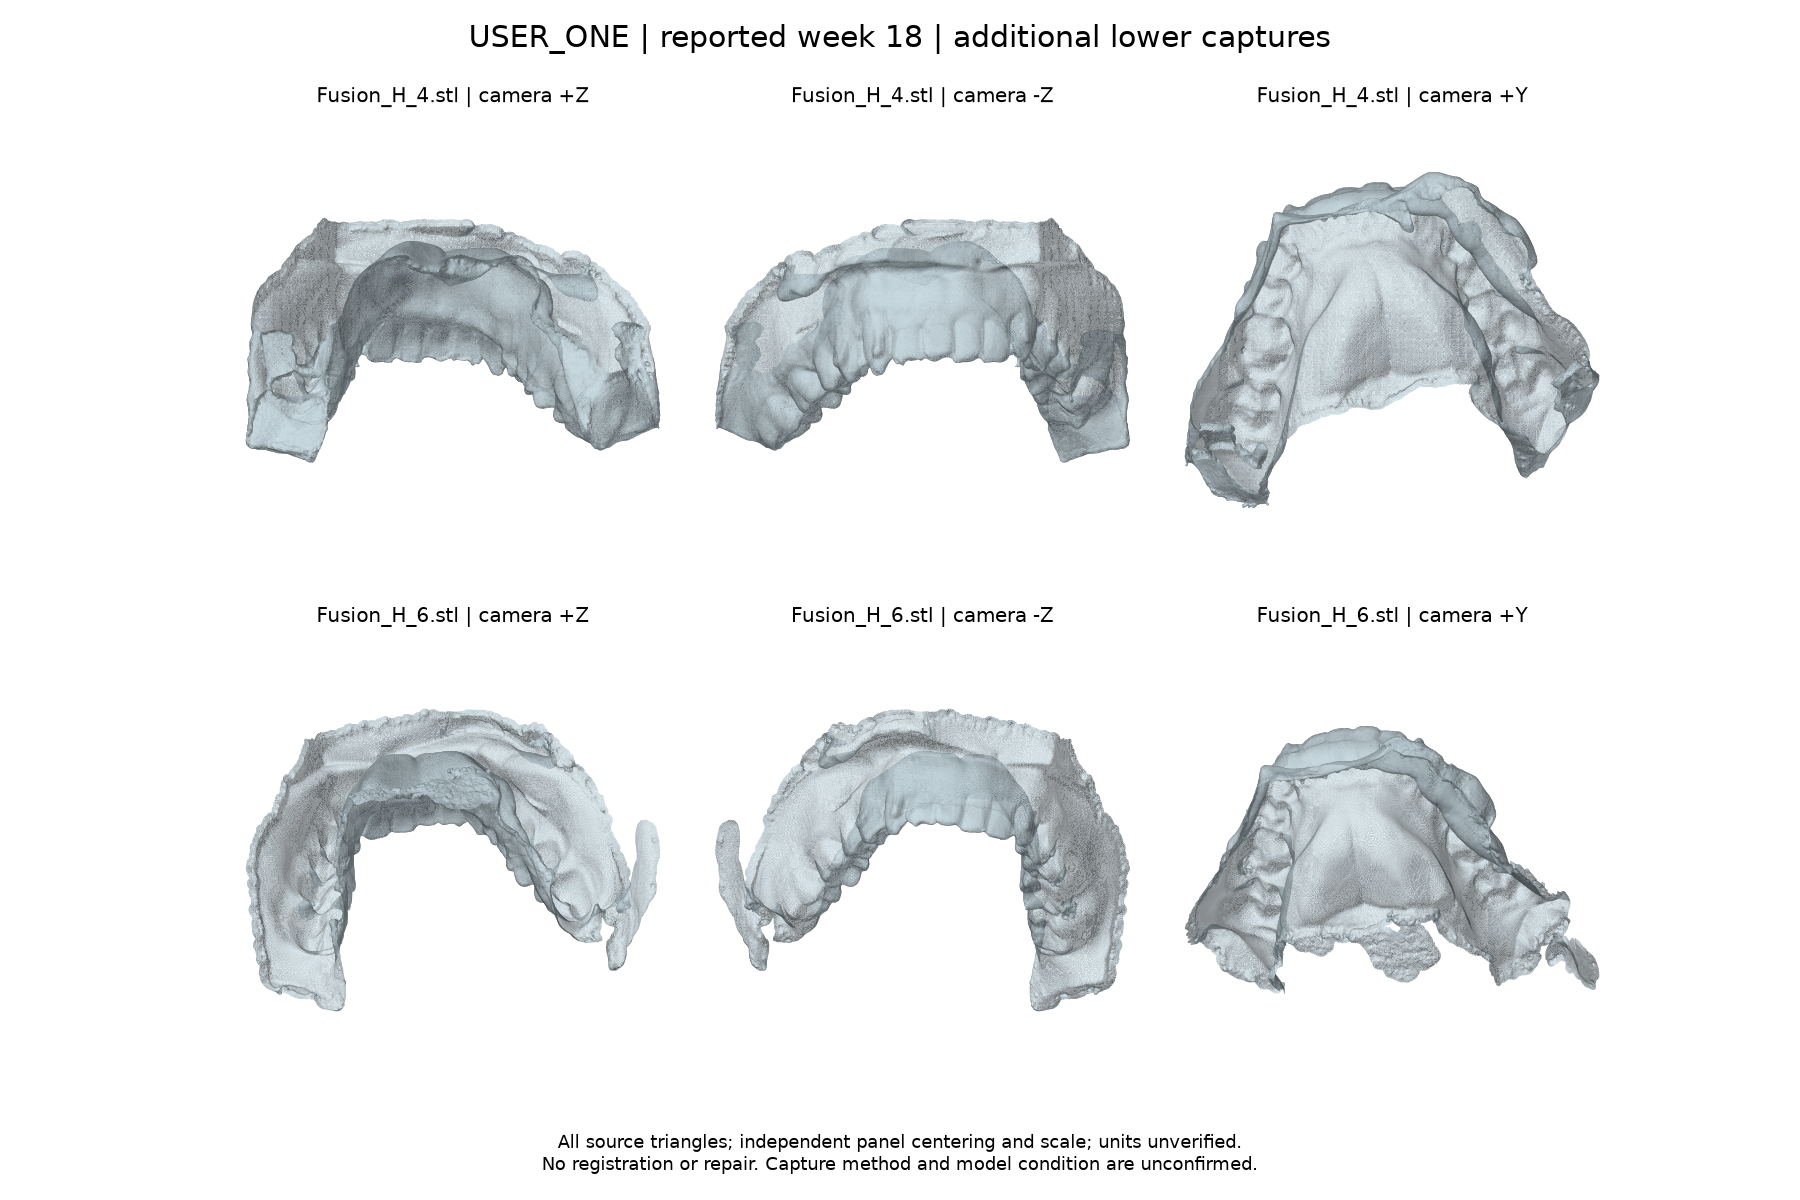 USER_ONE | reported week 18 | additional lower captures
Fusion_H_4.stl | camera +Z
Fusion_H_4.stl | camera -Z
Fusion_H_4.stl | camera +Y
Fusion_H_6.stl | camera +Z
Fusion_H_6.stl | camera -Z
Fusion_H_6.stl | camera +Y
All source triangles; independent panel centering and scale; units unverified.
No registration or repair. Capture method and model condition are unconfirmed.